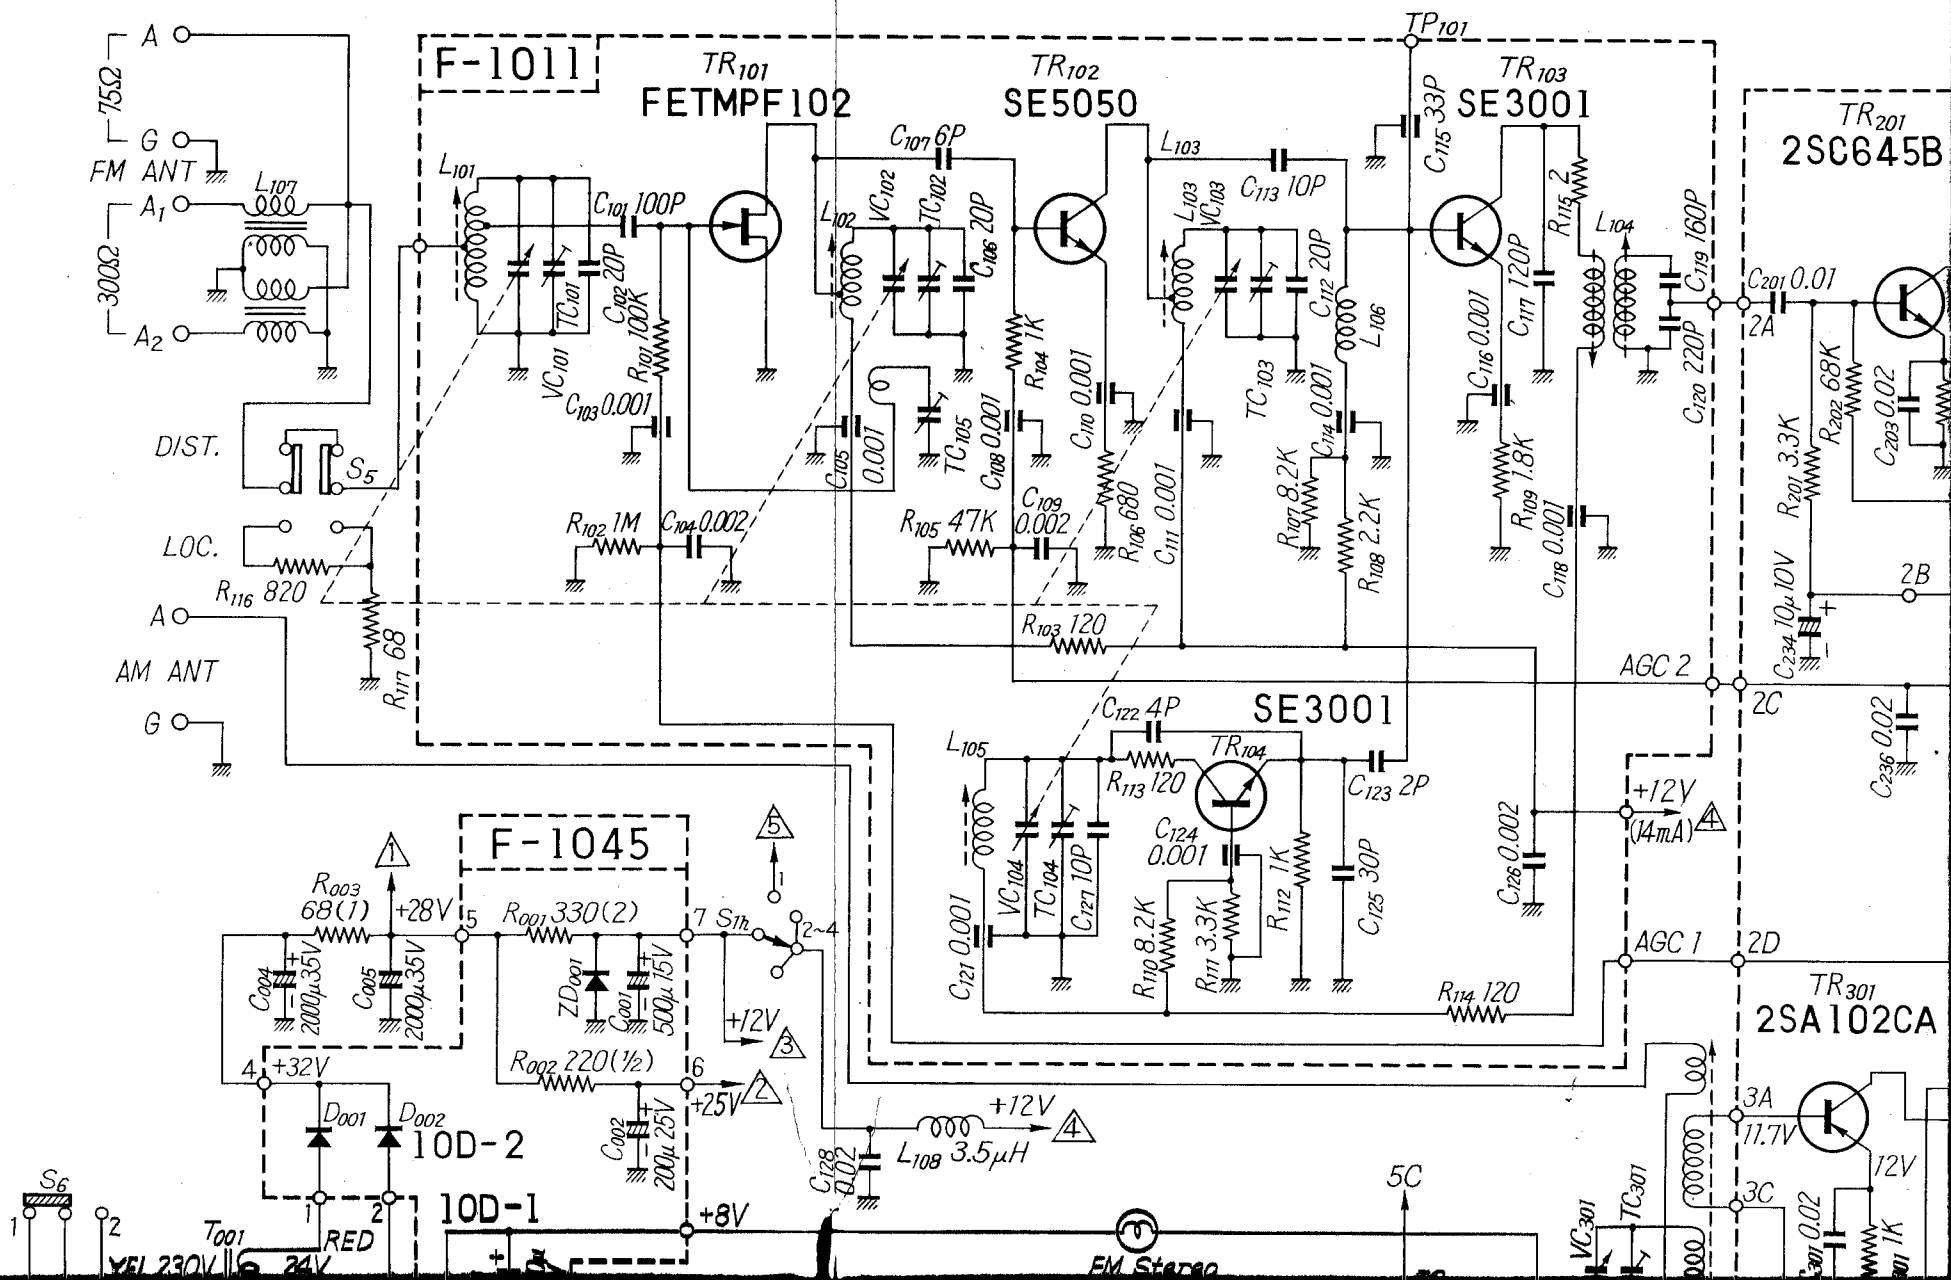 A
75Ω
G
FM ANT
L107
A1
300Ω
A2
DIST.
S5
LOC.
R116 820
R117 68
A
AM ANT
G
F-1011
TR101
FETMPF102
TR102
SE5050
TP101
TR103
SE3001
TR201
2SC645B
L101
C101 100P
TC101
C102 20P
VC101
R101 100K
C103 0.001
R102 1M
C104 0.002
C107 6P
L102
VC102
TC102
C106 20P
C105 0.001
TC105
R104 1K
C108 0.001
R105 47K
C109 0.002
L103
C110 0.001
R106 680
L103
VC103
C113 10P
C112 20P
TC103
C111 0.001
L106
C114 0.001
R107 8.2K
R108 2.2K
C115 33P
C116 0.001
R109 1.8K
C117 120P
R115 2
L104
C118 0.001
C119 160P
C120 220P
C201 0.01
2A
R202 68K
R201 3.3K
C203 0.02
C234 10μ 10V
+
−
2B
R103 120
AGC 2
2C
C236 0.02
SE3001
C122 4P
TR104
L105
R113 120
C123 2P
VC104
TC104
C127 10P
C124 0.001
R110 8.2K
R111 3.3K
R112 1K
C125 30P
C121 0.001
C126 0.002
+12V
(14mA)
4
AGC 1
2D
R114 120
TR301
2SA102CA
F-1045
1
5
R003
68(1)
+28V
5
R001 330(2)
7
S1h
1
2~4
C004
2000μ35V
+
−
C005
2000μ35V
+
−
ZD001
C001
500μ 15V
+
−
+12V
3
4
+32V
R002 220(½)
6
+25V
2
D001
D002
10D-2
C002
200μ 25V
+
−
+12V
4
L108 3.5μH
C128 0.02
3A
11.7V
12V
3C
S6
1
2
1
2
T001
RED
YEL 230V
24V
10D-1
+8V
+
FM Stereo
5C
VC301
TC301
C301 0.02
1K